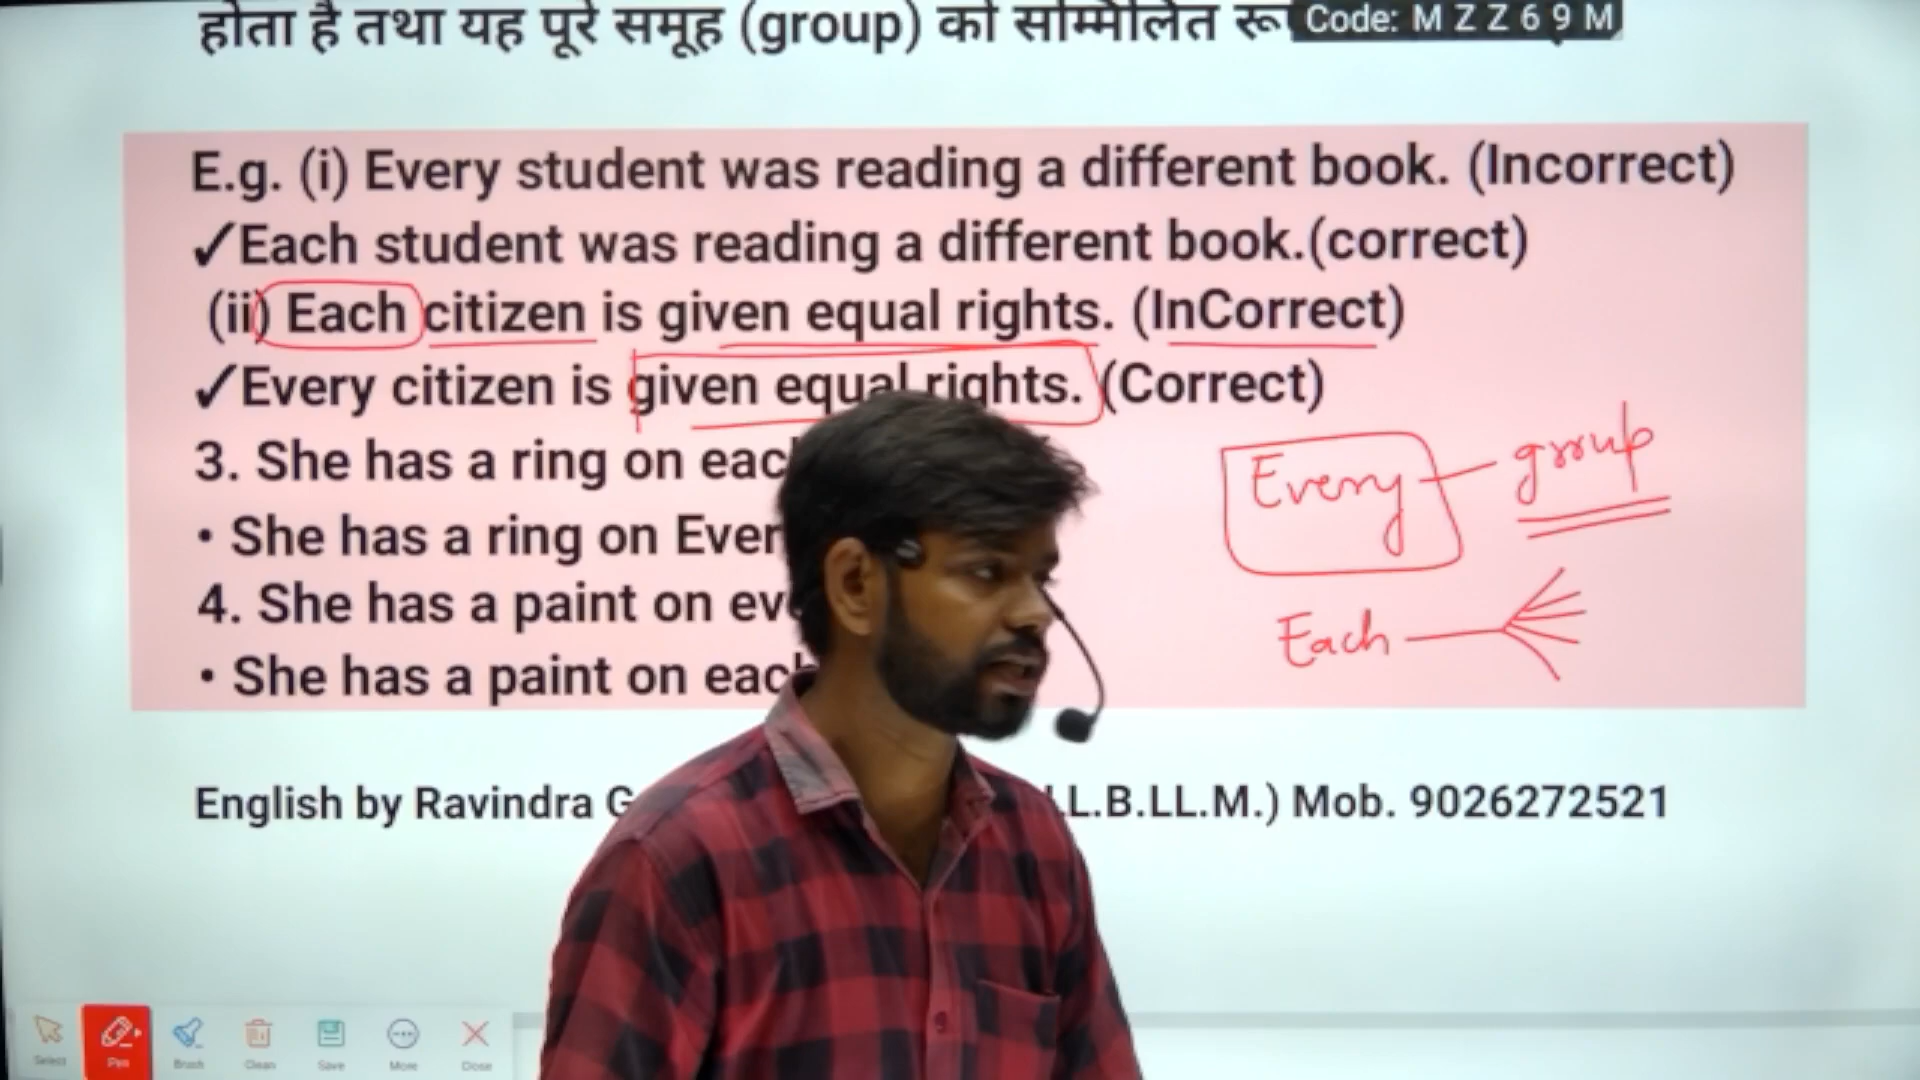 होता है तथा यह पूरे समूह (group) को सम्मिलित
Code: M Z Z 6 9 M
E.g. (i) Every student was reading a different book. (Incorrect)
✓Each student was reading a different book.(correct)
(ii) Each citizen is given equal rights. (InCorrect)
✓Every citizen is given equal rights. (Correct)
3. She has a ring on
• She has a ring on
4. She has a paint on
• She has a paint on each
Every group
Each
English by Ravindra LL.B.LL.M.) Mob. 9026272521
Select Pen Brush Clean Save More Close